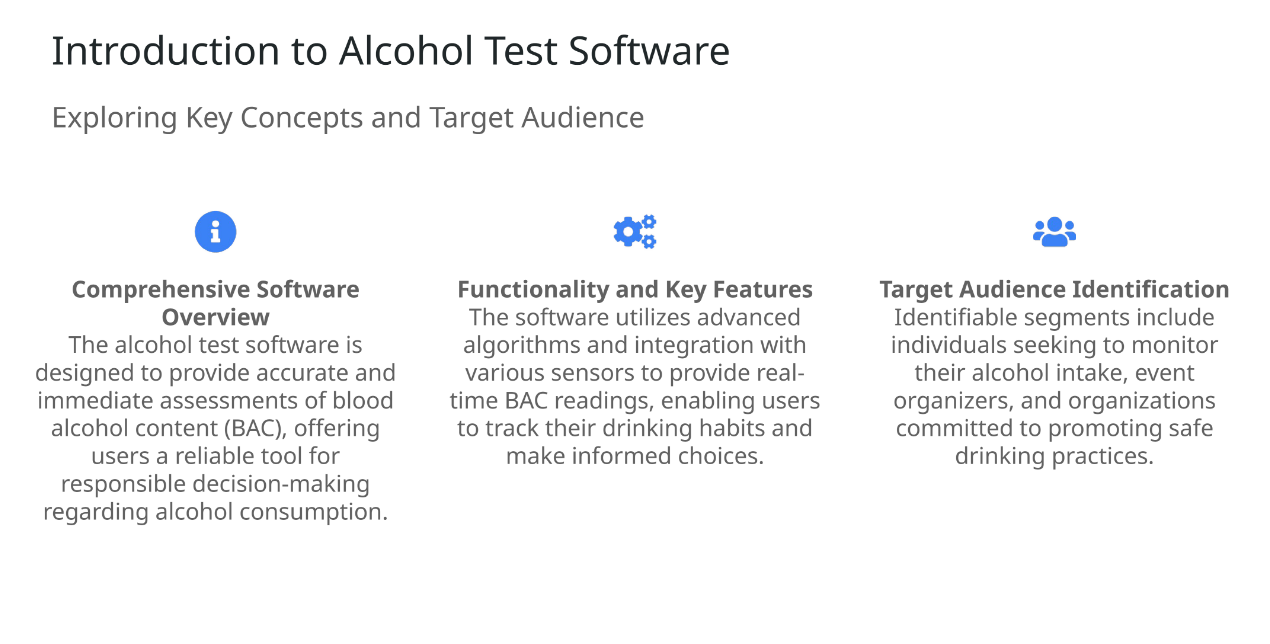 Introduction to Alcohol Test Software
Exploring Key Concepts and Target Audience
Comprehensive Software
Overview
The alcohol test software is
designed to provide accurate and
immediate assessments of blood
alcohol content (BAC), offering
users a reliable tool for
responsible decision-making
regarding alcohol consumption.
Functionality and Key Features
The software utilizes advanced
algorithms and integration with
various sensors to provide real-
time BAC readings, enabling users
to track their drinking habits and
make informed choices.
Target Audience Identification
Identifiable segments include
individuals seeking to monitor
their alcohol intake, event
organizers, and organizations
committed to promoting safe
drinking practices.